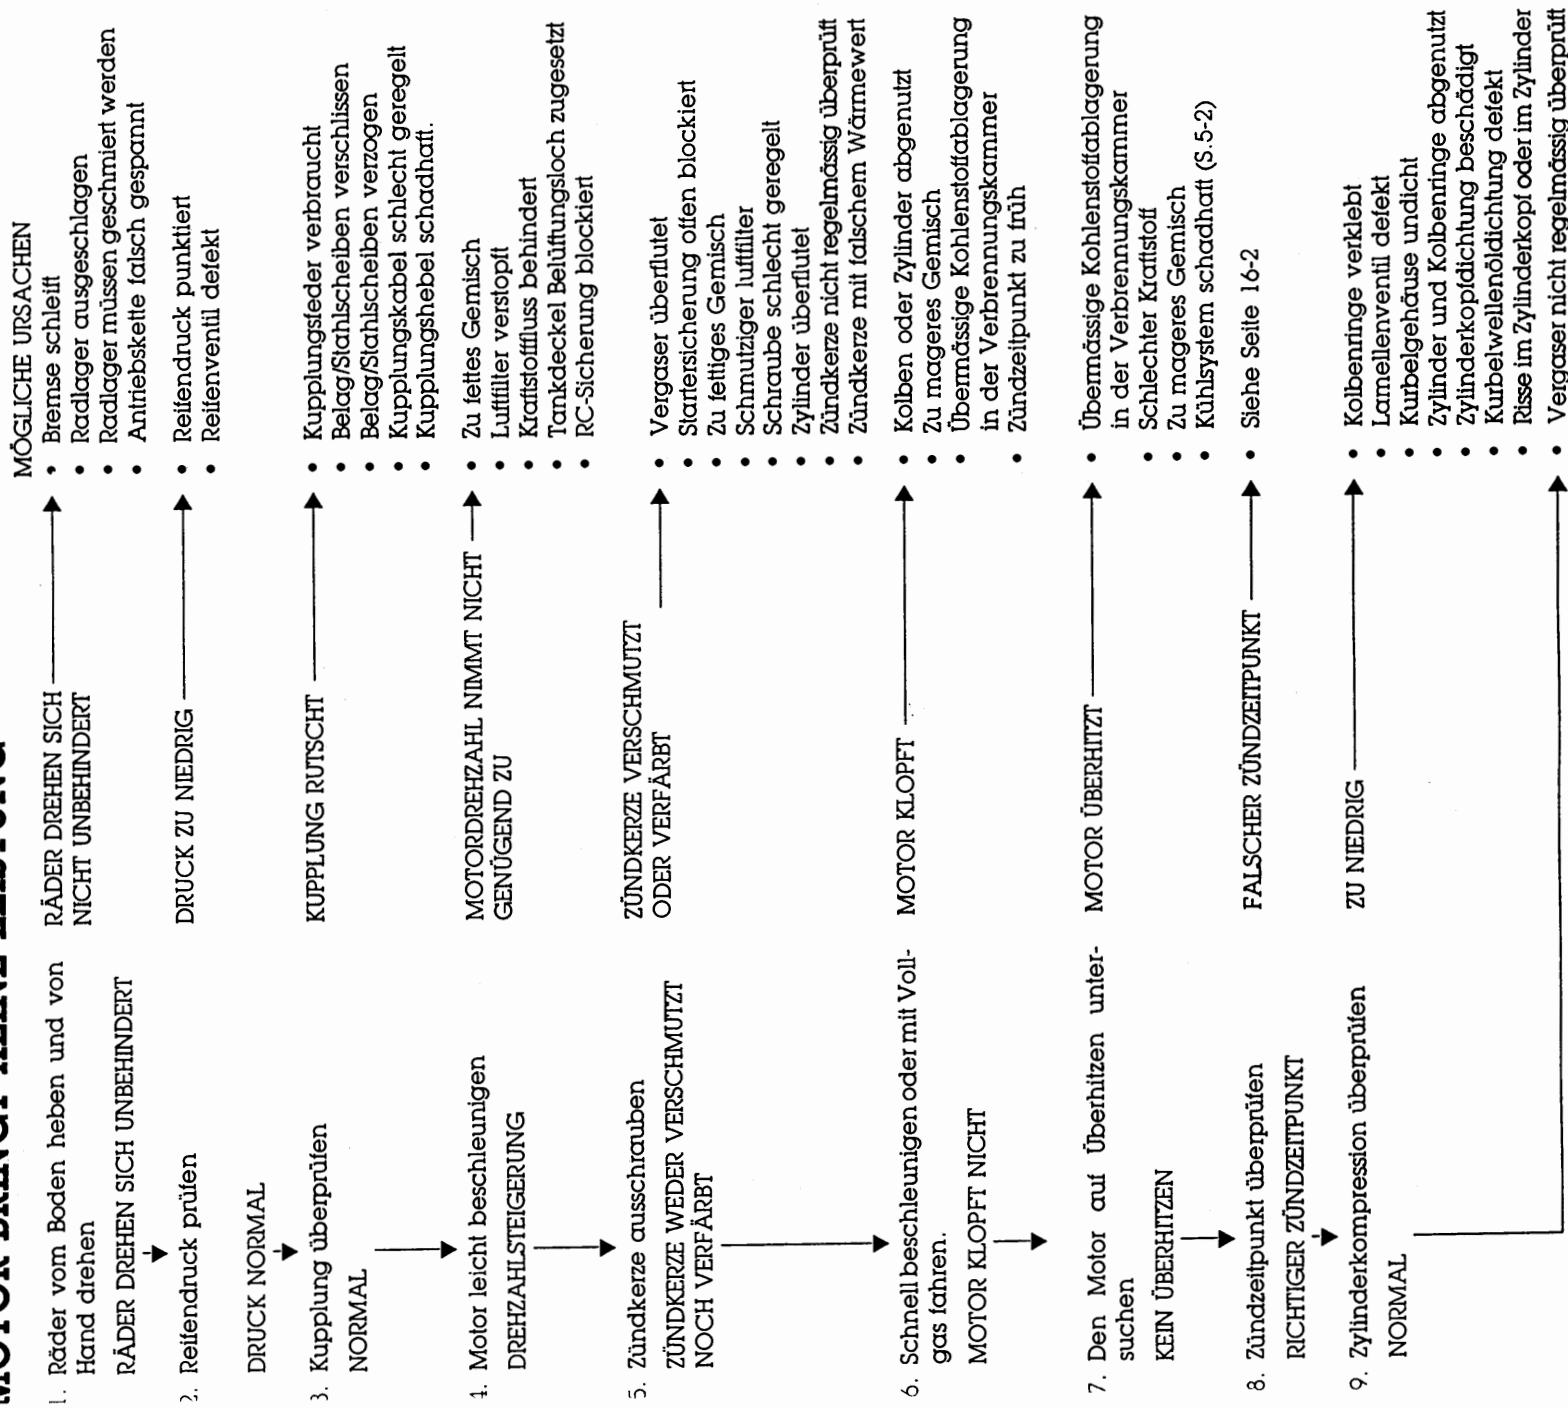 MÖGLICHE URSACHEN
1. Räder vom Boden heben und von
Hand drehen
RÄDER DREHEN SICH UNBEHINDERT
RÄDER DREHEN SICH
NICHT UNBEHINDERT
• Bremse schleift
• Radlager ausgeschlagen
• Radlager müssen geschmiert werden
• Antriebskette falsch gespannt
2. Reifendruck prüfen
DRUCK NORMAL
DRUCK ZU NIEDRIG
• Reifendruck punktiert
• Reifenventil defekt
3. Kupplung überprüfen
NORMAL
KUPPLUNG RUTSCHT
• Kupplungsfeder verbraucht
• Belag/Stahlscheiben verschlissen
• Belag/Stahlscheiben verzogen
• Kupplungskabel schlecht geregelt
• Kupplungshebel schadhaft.
4. Motor leicht beschleunigen
DREHZAHLSTEIGERUNG
MOTORDREHZAHL NIMMT NICHT
GENÜGEND ZU
• Zu fettes Gemisch
• Luftfilter verstopft
• Kraftstofffluss behindert
• Tankdeckel Belüftungsloch zugesetzt
• RC-Sicherung blockiert
5. Zündkerze ausschrauben
ZÜNDKERZE WEDER VERSCHMUTZT
NOCH VERFÄRBT
ZÜNDKERZE VERSCHMUTZT
ODER VERFÄRBT
• Vergaser überflutet
• Startersicherung offen blockiert
• Zu fettiges Gemisch
• Schmutziger luftfilter
• Schraube schlecht geregelt
• Zylinder überflutet
• Zündkerze nicht regelmässig überprüft
• Zündkerze mit falschem Wärmewert
6. Schnell beschleunigen oder mit Voll-
gas fahren.
MOTOR KLOPFT NICHT
MOTOR KLOPFT
• Kolben oder Zylinder abgenutzt
• Zu mageres Gemisch
• Übermässige Kohlenstoffablagerung
in der Verbrennungskammer
• Zündzeitpunkt zu früh
7. Den Motor auf Überhitzen unter-
suchen
KEIN ÜBERHITZEN
MOTOR ÜBERHITZT
• Übermässige Kohlenstoffablagerung
in der Verbrennungskammer
• Schlechter Kraftstoff
• Zu mageres Gemisch
• Kühlsystem schadhaft (S.5-2)
8. Zündzeitpunkt überprüfen
RICHTIGER ZÜNDZEITPUNKT
FALSCHER ZÜNDZEITPUNKT
• Siehe Seite 16-2
9. Zylinderkompression überprüfen
NORMAL
ZU NIEDRIG
• Kolbenringe verklebt
• Lamellenventil defekt
• Kurbelgehäuse undicht
• Zylinder und Kolbenringe abgenutzt
• Zylinderkopfdichtung beschädigt
• Kurbelwellenöldichtung defekt
• Risse im Zylinderkopf oder im Zylinder
• Vergaser nicht regelmässig überprüft